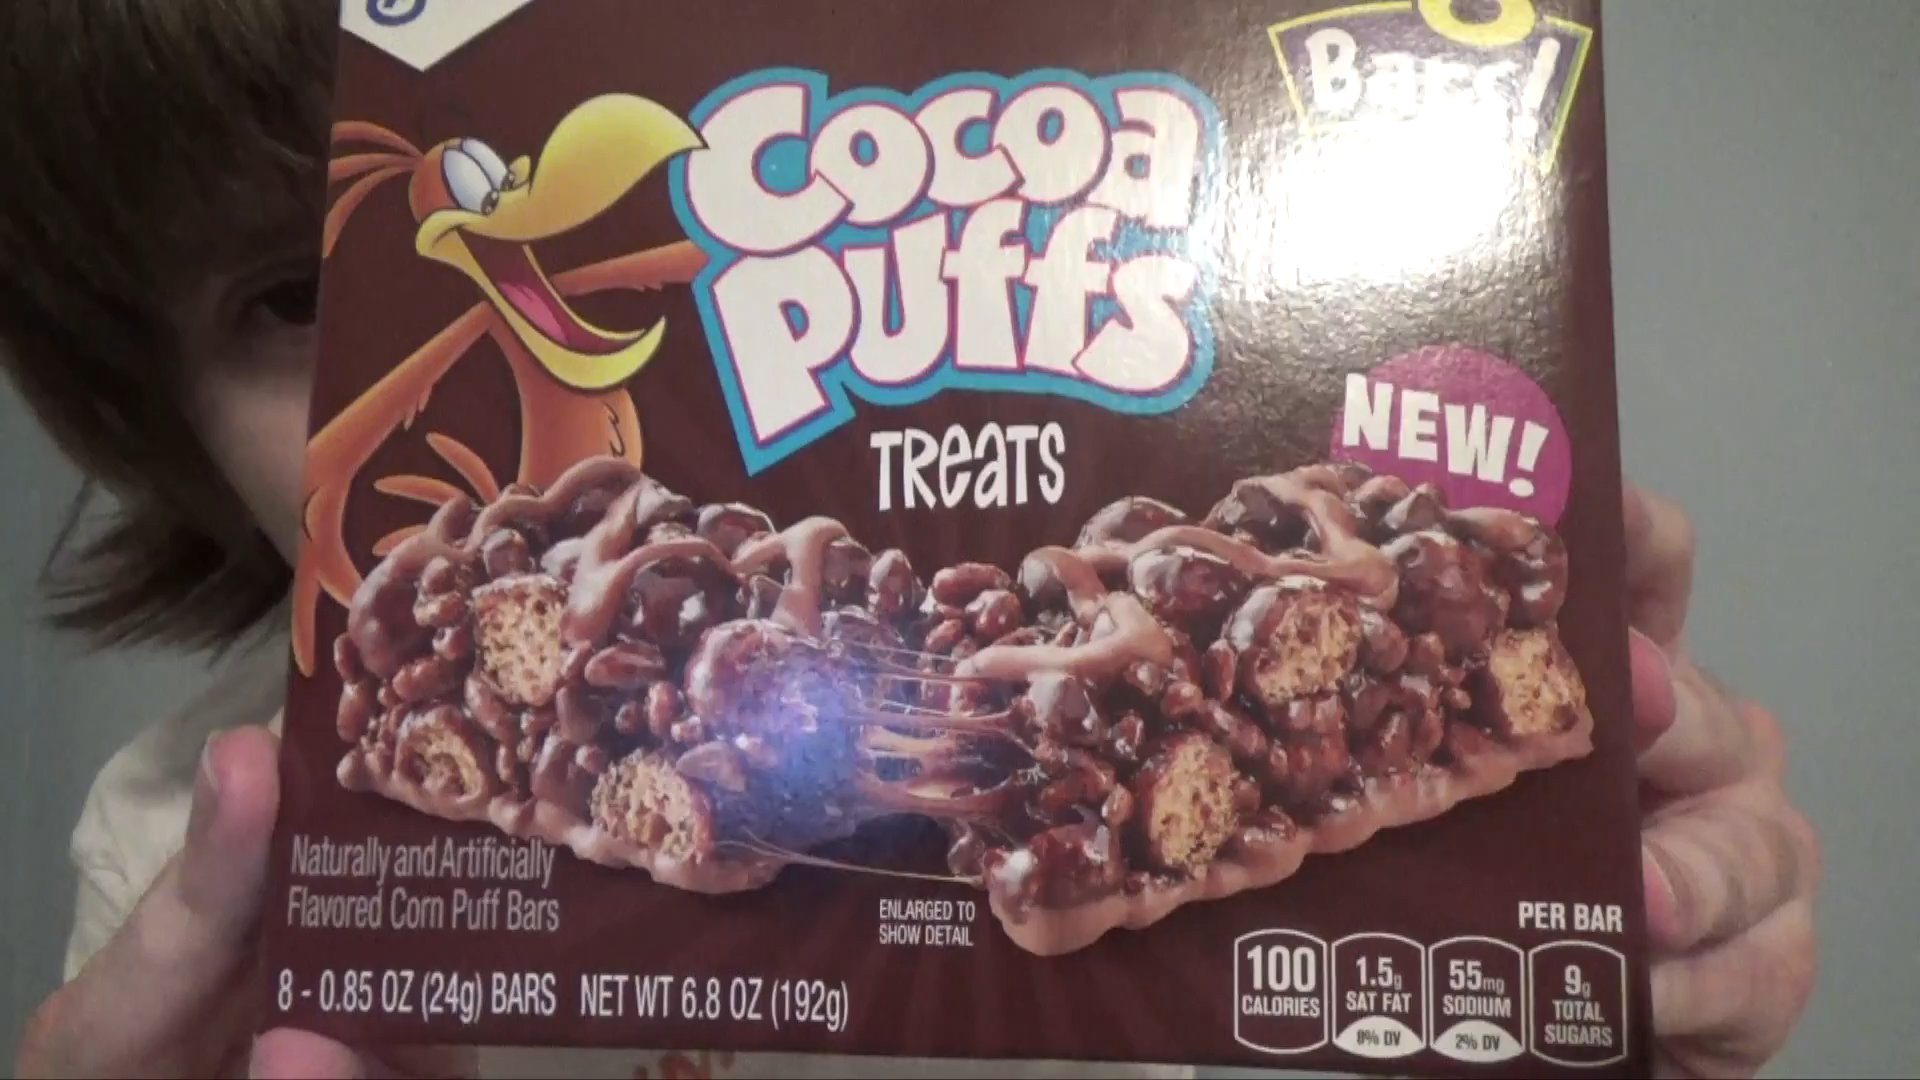 8
Bars!
Cocoa
Puffs
TREATS
NEW!
Naturally and Artificially
Flavored Corn Puff Bars
ENLARGED TO
SHOW DETAIL
8 - 0.85 OZ (24g) BARS NET WT 6.8 OZ (192g)
PER BAR
100
CALORIES
1.5g
SAT FAT
8% DV
55mg
SODIUM
2% DV
9g
TOTAL
SUGARS